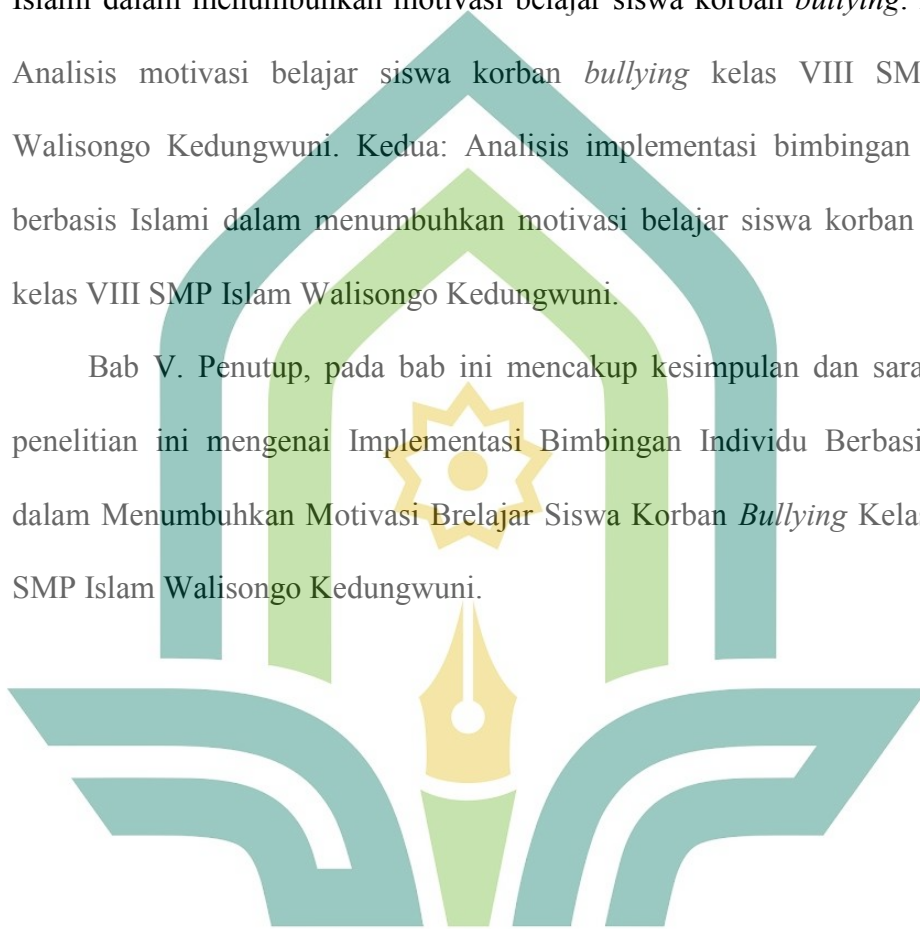 Islami dalam menumbuhkan motivasi belajar siswa korban bullying.
Analisis motivasi belajar siswa korban bullying kelas VIII SM
Walisongo Kedungwuni. Kedua: Analisis implementasi bimbingan
berbasis Islami dalam menumbuhkan motivasi belajar siswa korban
kelas VIII SMP Islam Walisongo Kedungwuni.
Bab V. Penutup, pada bab ini mencakup kesimpulan dan sara
penelitian ini mengenai Implementasi Bimbingan Individu Berbasi
dalam Menumbuhkan Motivasi Brelajar Siswa Korban Bullying Kela
SMP Islam Walisongo Kedungwuni.